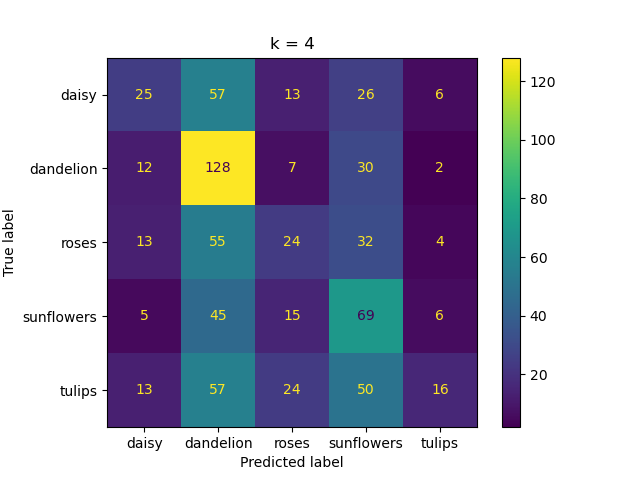 k = 4
daisy 25 57 13 26 6
dandelion 12 128 7 30 2
roses 13 55 24 32 4
sunflowers 5 45 15 69 6
tulips 13 57 24 50 16
daisy dandelion roses sunflowers tulips
Predicted label
True label
120
100
80
60
40
20